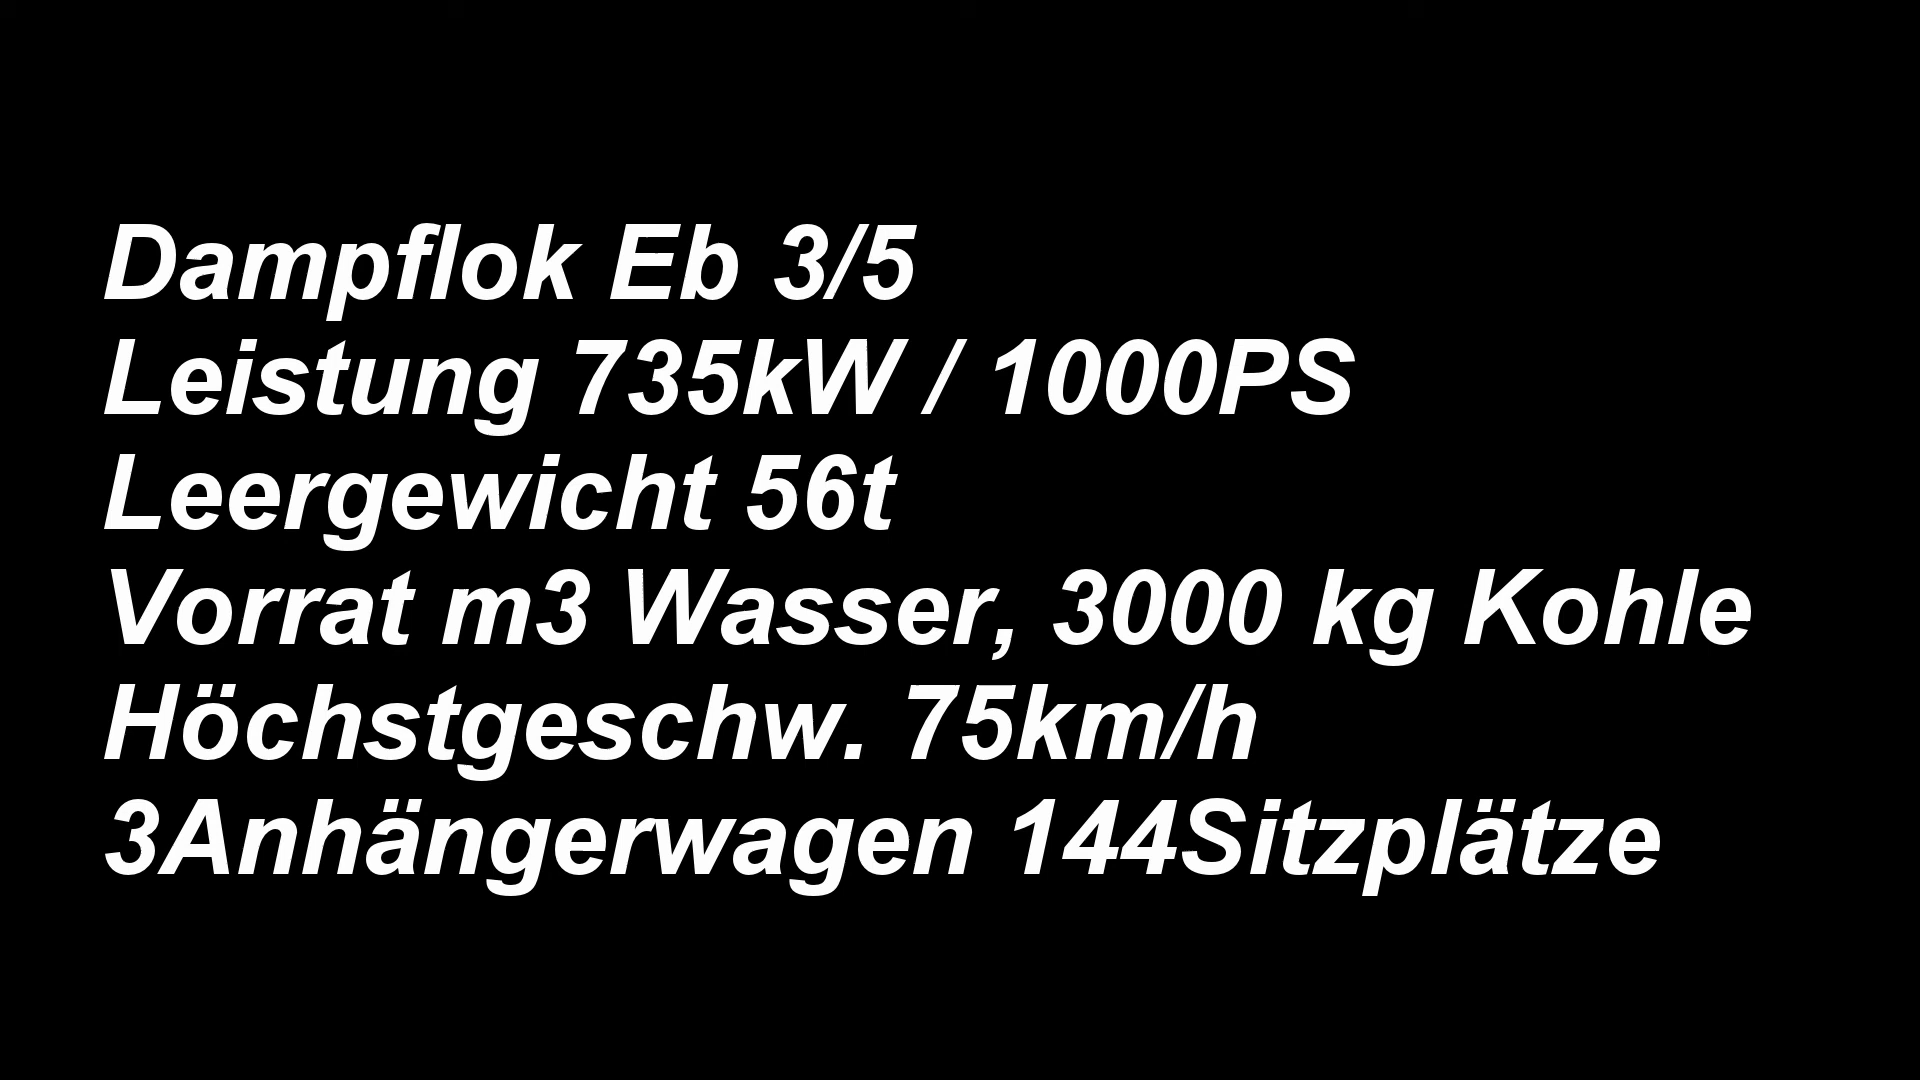 Dampflok Eb 3/5
Leistung 735kW / 1000PS
Leergewicht 56t
Vorrat m3 Wasser, 3000 kg Kohle
Höchstgeschw. 75km/h
3Anhängerwagen 144Sitzplätze